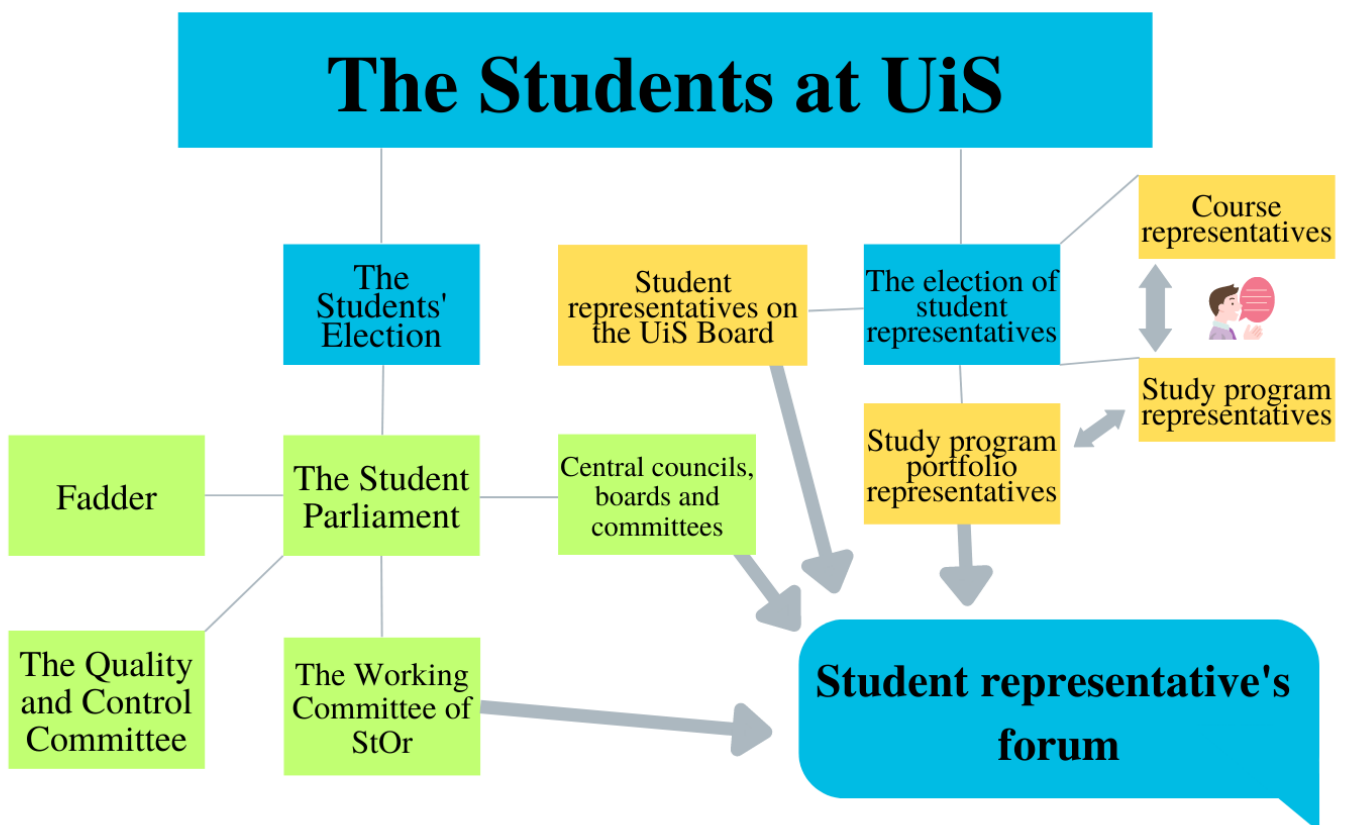 The Students at UiS
Course
representatives
The
Students'
Election
Student
representatives on
the UiS Board
The election of
student
representatives
Study program
representatives
Fadder
The Student
Parliament
Central councils,
boards and
committees
Study program
portfolio
representatives
The Quality
and Control
Committee
The Working
Committee of
StOr
Student representative's
forum